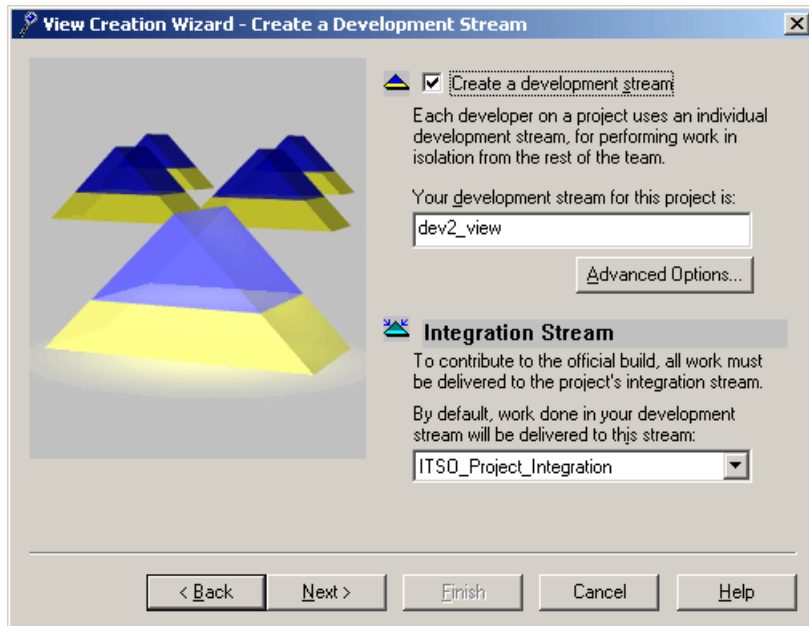 View Creation Wizard - Create a Development Stream
Create a development stream
Each developer on a project uses an individual
development stream, for performing work in
isolation from the rest of the team.
Your development stream for this project is:
dev2_view
Advanced Options...
Integration Stream
To contribute to the official build, all work must
be delivered to the project's integration stream.
By default, work done in your development
stream will be delivered to this stream:
ITSO_Project_Integration
< Back
Next >
Finish
Cancel
Help